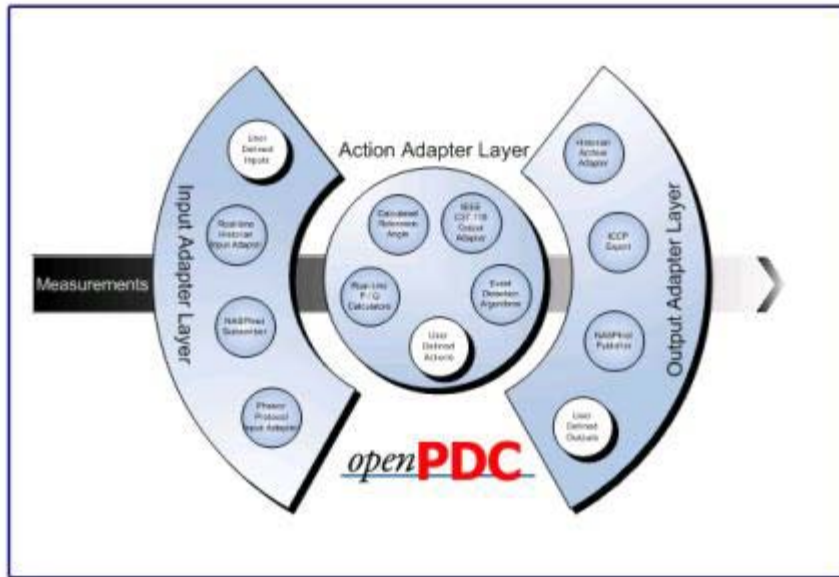 Action Adapter Layer
Input Adapter Layer
Output Adapter Layer
Measurements
User
Defined
Inputs
Real-time
Historian
Input Adapter
NASPInet
Subscriber
Phasor
Protocol
Input Adapter
Calculated
Reference
Angle
IEEE
C37.118
Output
Adapter
Real-time
P / Q
Calculators
Event
Detection
Algorithms
User
Defined
Actions
Historian
Archive
Adapter
ICCP
Export
NASPInet
Publisher
User
Defined
Outputs
openPDC